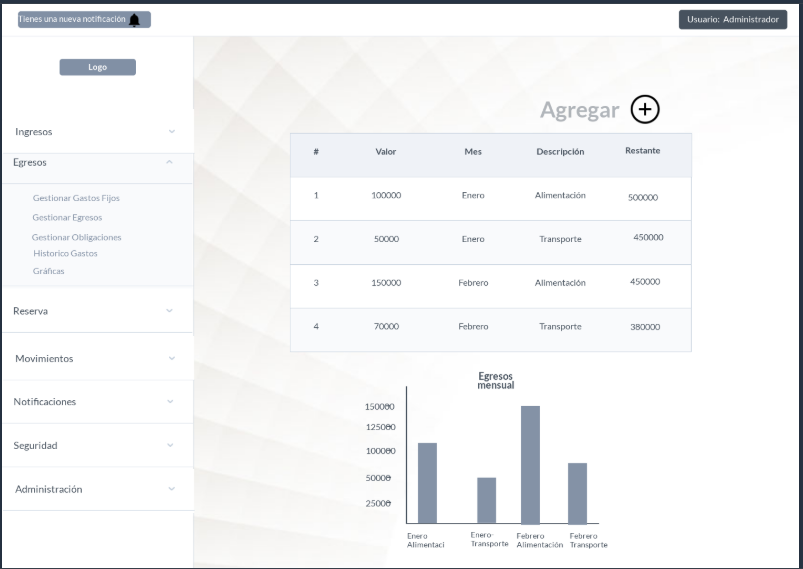 Tienes una nueva notificación
Usuario: Administrador
Logo
Ingresos
Egresos
Gestionar Gastos Fijos
Gestionar Egresos
Gestionar Obligaciones
Historico Gastos
Gráficas
Reserva
Movimientos
Notificaciones
Seguridad
Administración
Agregar
# Valor Mes Descripción Restante
1 100000 Enero Alimentación 500000
2 50000 Enero Transporte 450000
3 150000 Febrero Alimentación 450000
4 70000 Febrero Transporte 380000
Egresos
mensual
150000
125000
100000
50000
25000
Enero Enero Febrero Febrero
Alimentaci Transporte Alimentación Transporte